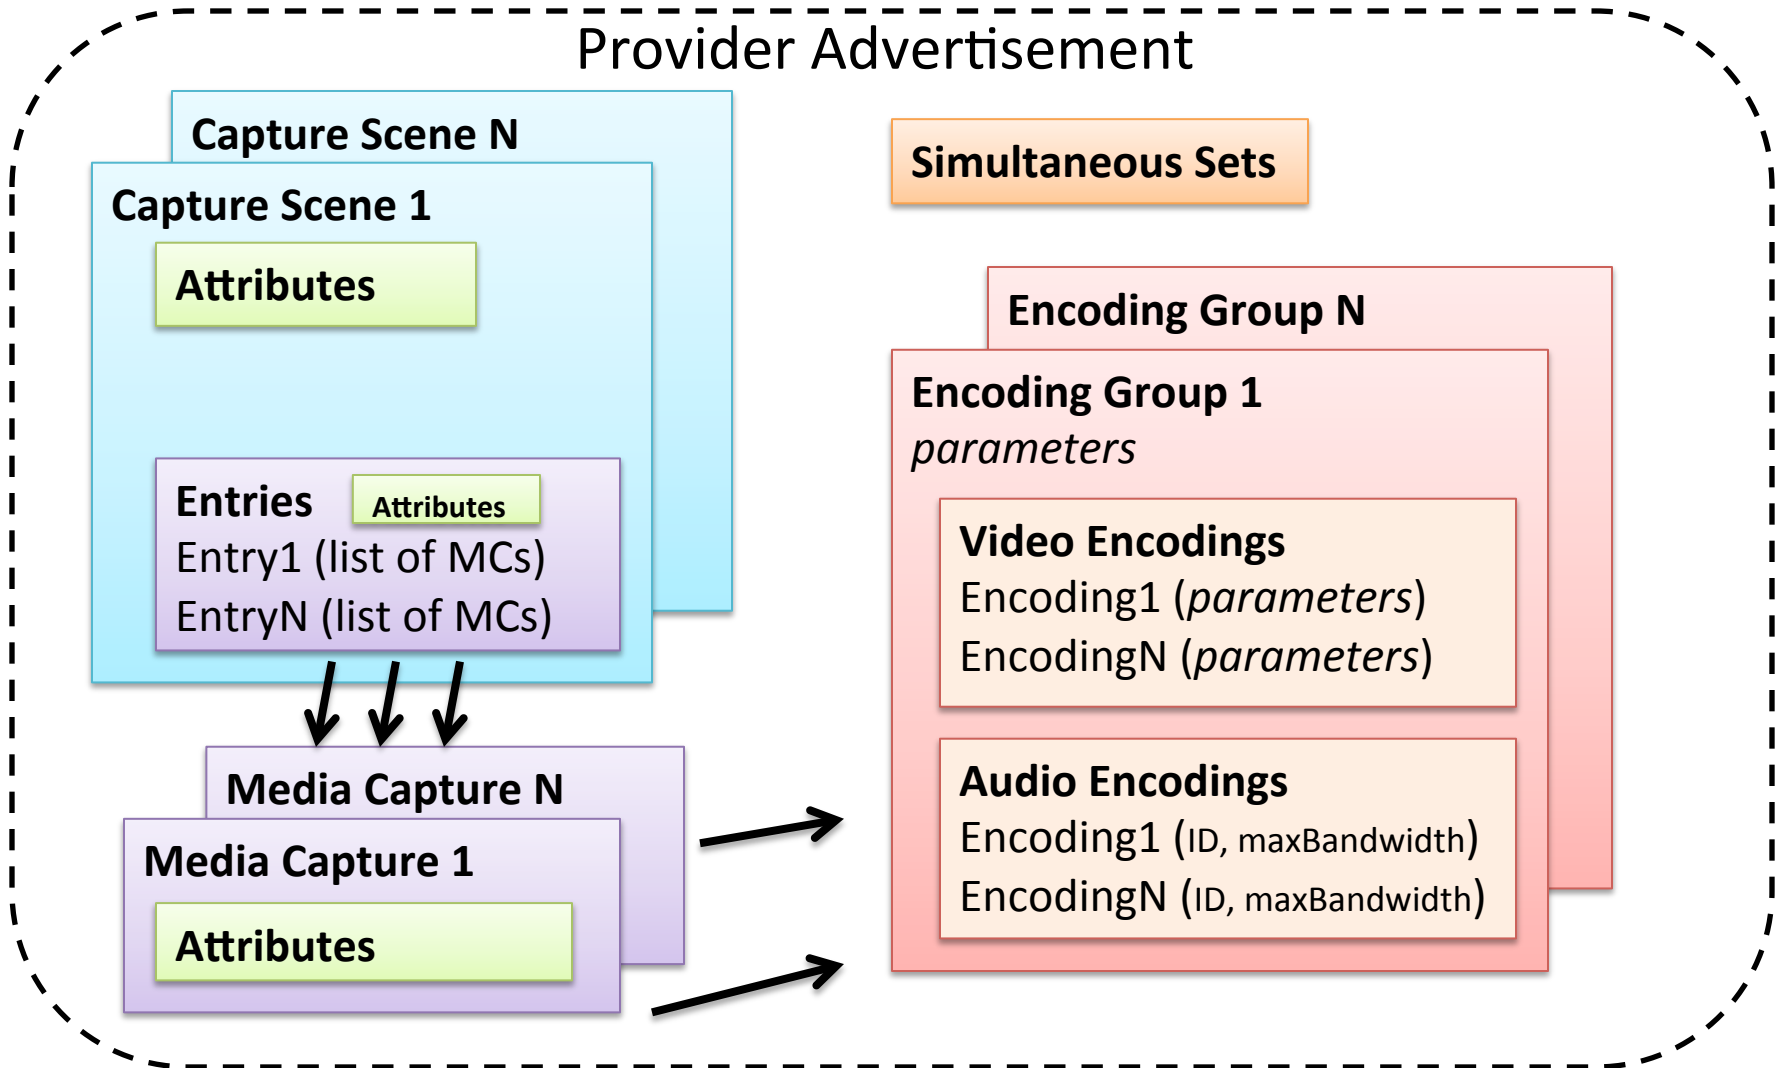 Provider Advertisement
Capture Scene N
Capture Scene 1
Attributes
Entries Attributes
Entry1 (list of MCs)
EntryN (list of MCs)
Media Capture N
Media Capture 1
Attributes
Simultaneous Sets
Encoding Group N
Encoding Group 1
parameters
Video Encodings
Encoding1 (parameters)
EncodingN (parameters)
Audio Encodings
Encoding1 (ID, maxBandwidth)
EncodingN (ID, maxBandwidth)